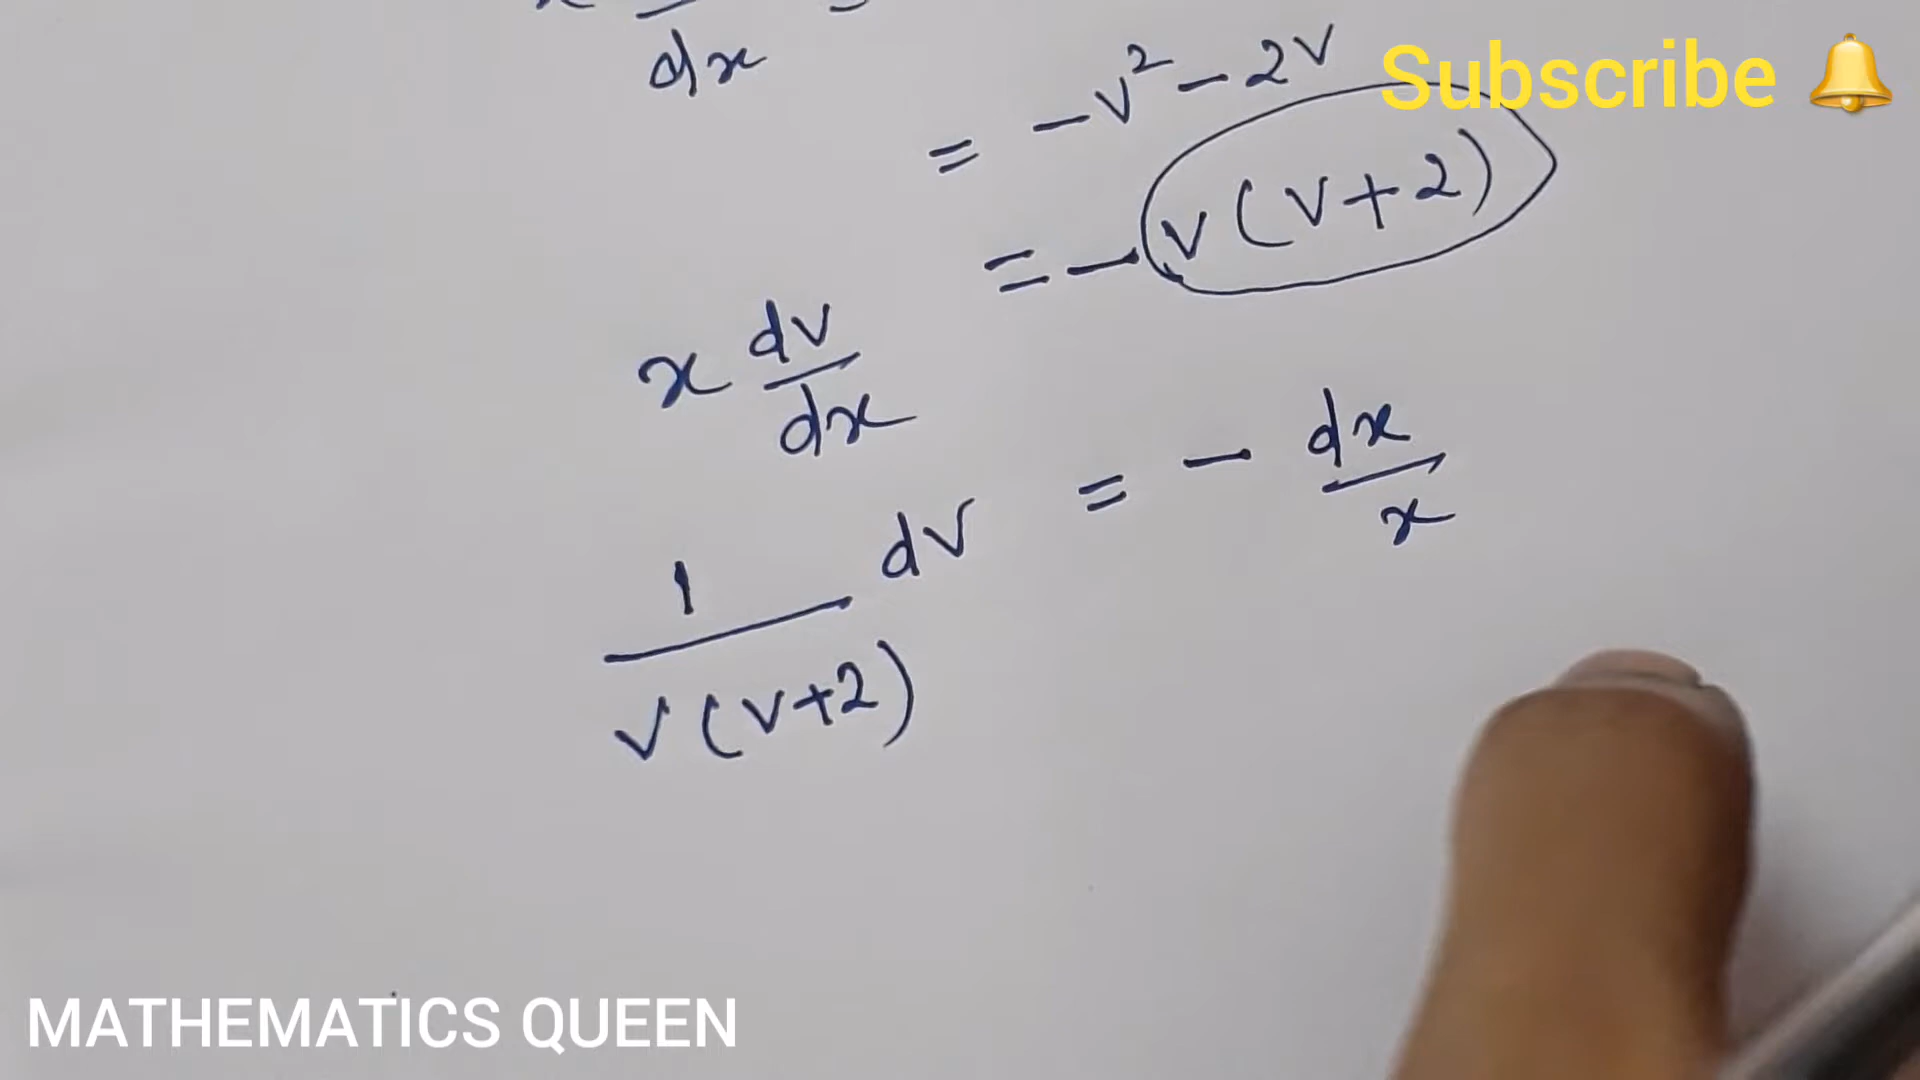 dx
= -v² - 2v
Subscribe 🔔
= -v(v+2)
x dv/dx
1/v(v+2) dv = - dx/x
MATHEMATICS QUEEN